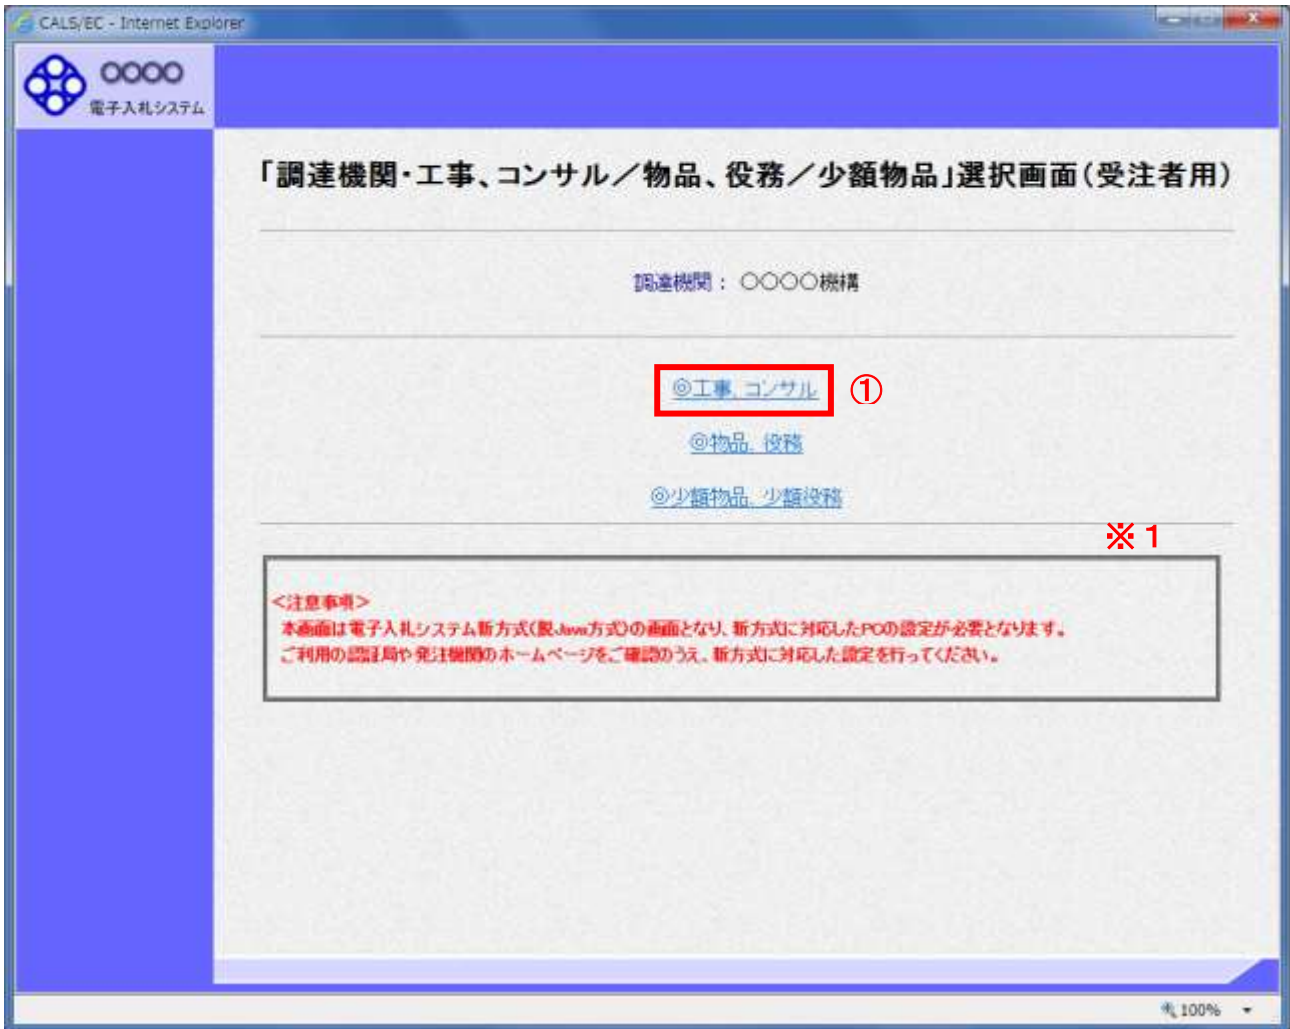 CALS/EC - Internet Explorer
○○○○
電子入札システム
「調達機関・工事、コンサル／物品、役務／少額物品」選択画面（受注者用）
調達機関： ○○○○機構
◎工事、コンサル ①
◎物品、役務
◎少額物品、少額役務
※１
＜注意事項＞
本画面は電子入札システム新方式(脱Java方式)の画面となり、新方式に対応したPCの設定が必要となります。
ご利用の認証局や発注機関のホームページをご確認のうえ、新方式に対応した設定を行ってください。
100%